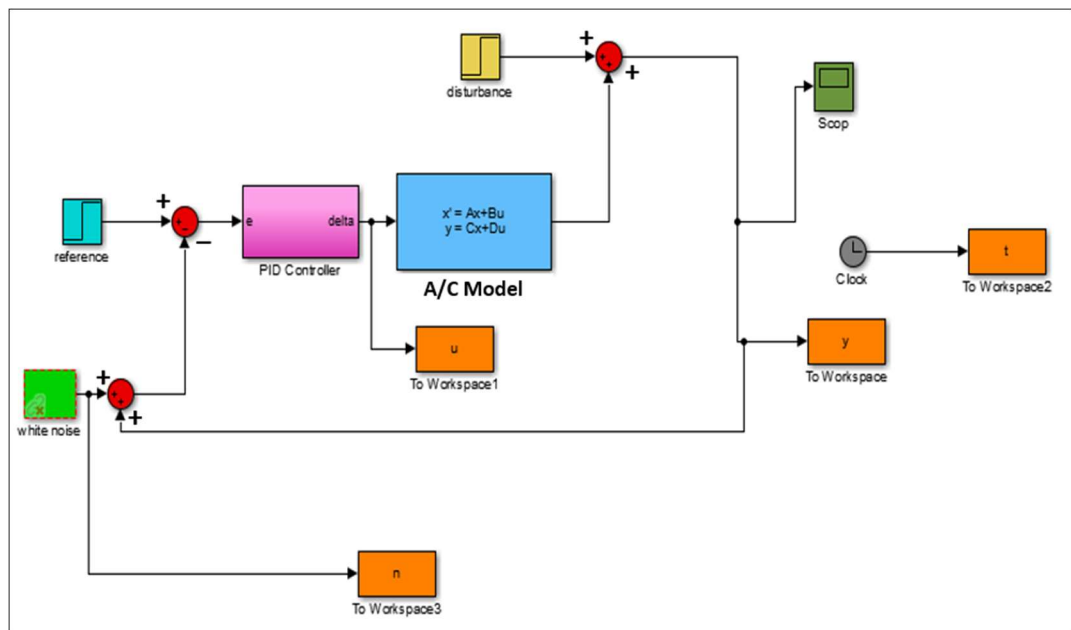 disturbance
Scop
reference
e
delta
PID Controller
x' = Ax+Bu
y = Cx+Du
A/C Model
Clock
t
To Workspace2
u
To Workspace1
y
To Workspace
white noise
n
To Workspace3
+
+
+
−
+
+